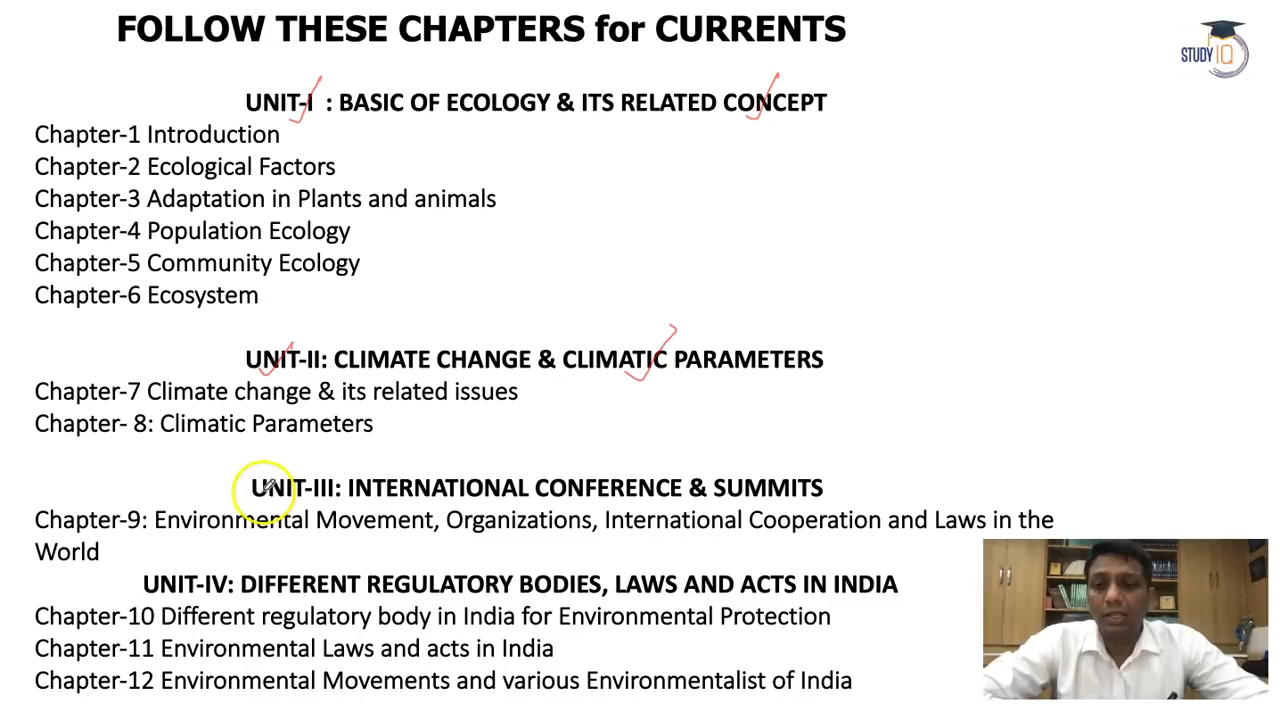 FOLLOW THESE CHAPTERS for CURRENTS
STUDY IQ
UNIT-I : BASIC OF ECOLOGY & ITS RELATED CONCEPT
Chapter-1 Introduction
Chapter-2 Ecological Factors
Chapter-3 Adaptation in Plants and animals
Chapter-4 Population Ecology
Chapter-5 Community Ecology
Chapter-6 Ecosystem
UNIT-II: CLIMATE CHANGE & CLIMATIC PARAMETERS
Chapter-7 Climate change & its related issues
Chapter- 8: Climatic Parameters
UNIT-III: INTERNATIONAL CONFERENCE & SUMMITS
Chapter-9: Environmental Movement, Organizations, International Cooperation and Laws in the
World
UNIT-IV: DIFFERENT REGULATORY BODIES, LAWS AND ACTS IN INDIA
Chapter-10 Different regulatory body in India for Environmental Protection
Chapter-11 Environmental Laws and acts in India
Chapter-12 Environmental Movements and various Environmentalist of India